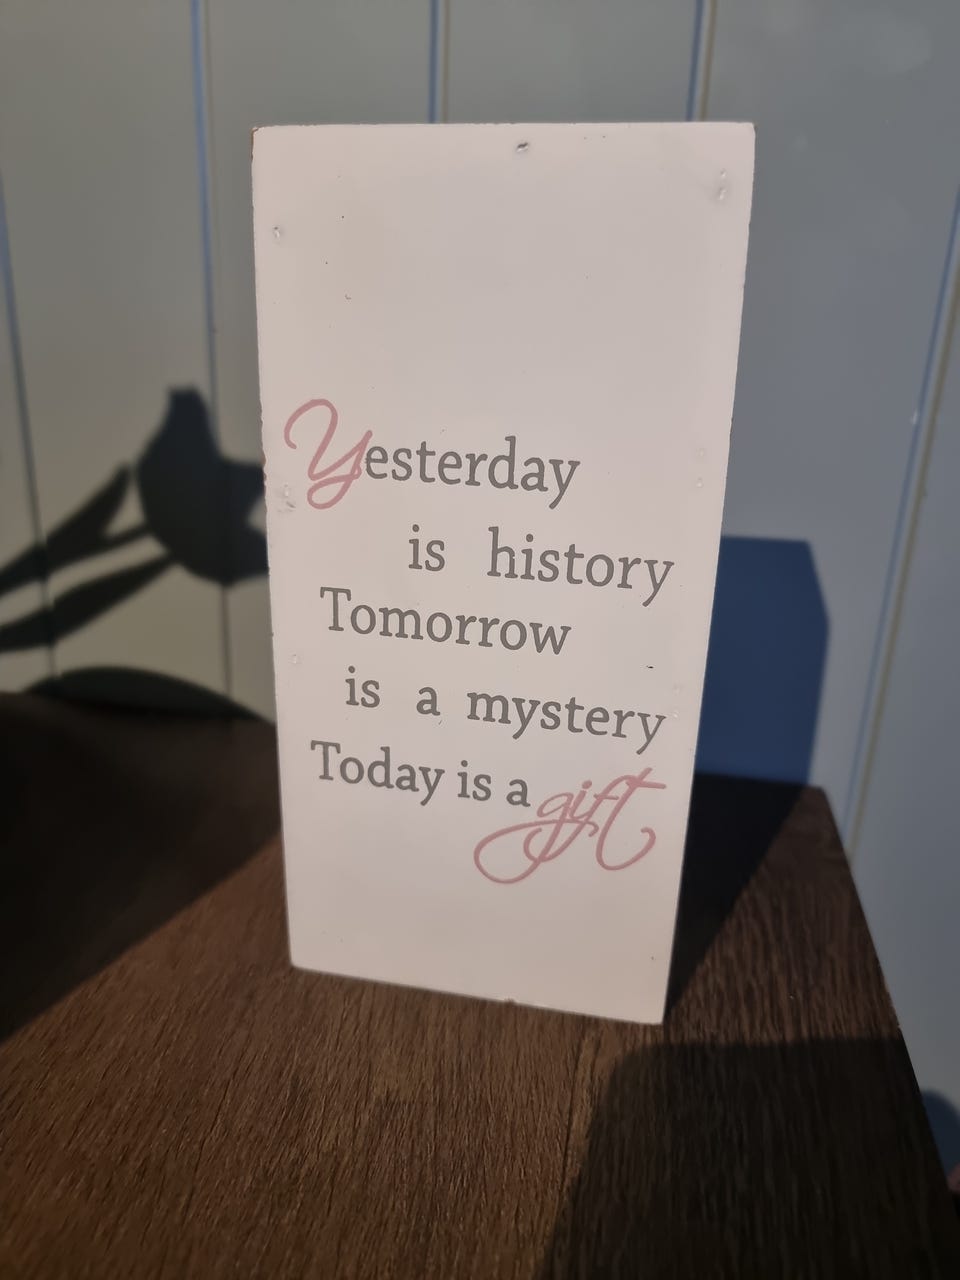 Yesterday
is history
Tomorrow
is a mystery
Today is a gift